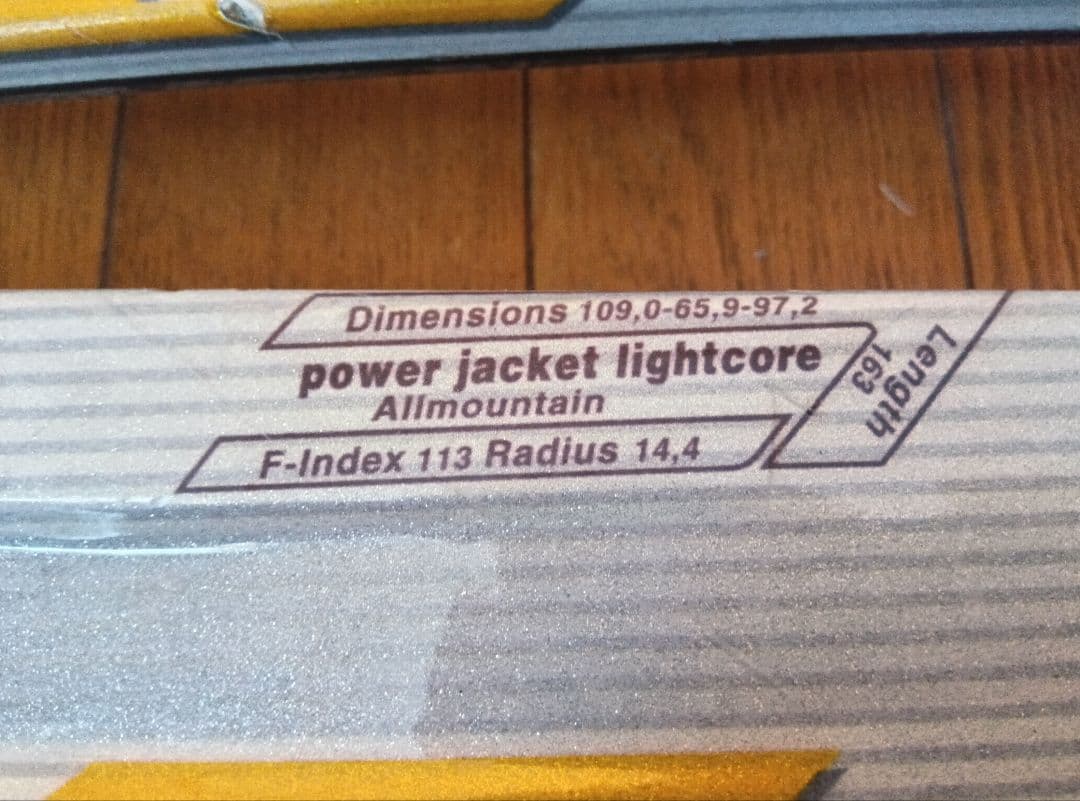 Dimensions 109,0-65,9-97,2
power jacket lightcore
Allmountain
F-Index 113 Radius 14,4
Length
163